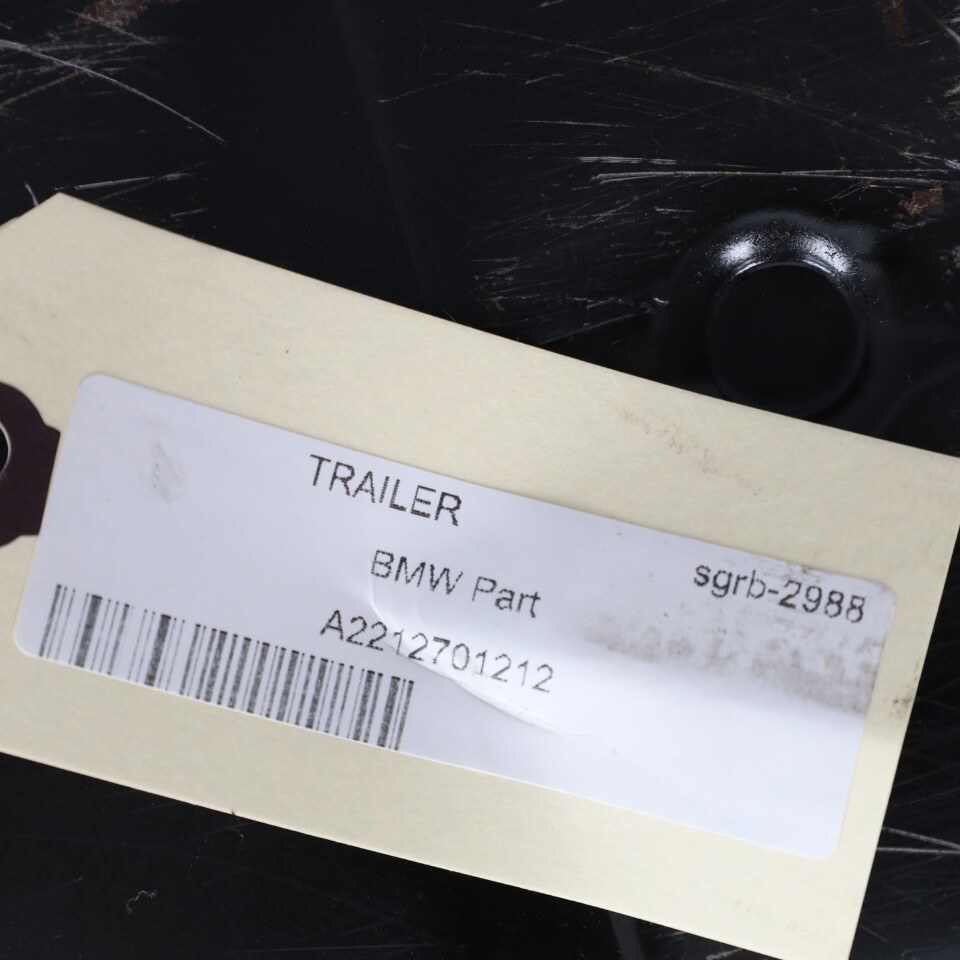 TRAILER
BMW Part
sgrb-2988
A2212701212